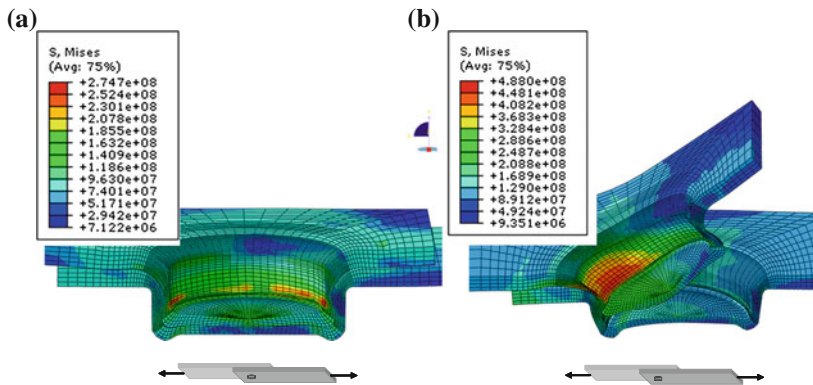 (a)
S, Mises
(Avg: 75%)
+2.747e+08
+2.524e+08
+2.301e+08
+2.078e+08
+1.855e+08
+1.632e+08
+1.409e+08
+1.186e+08
+9.630e+07
+7.401e+07
+5.171e+07
+2.942e+07
+7.122e+06
(b)
S, Mises
(Avg: 75%)
+4.880e+08
+4.481e+08
+4.082e+08
+3.683e+08
+3.284e+08
+2.886e+08
+2.487e+08
+2.088e+08
+1.689e+08
+1.290e+08
+8.912e+07
+4.924e+07
+9.351e+06